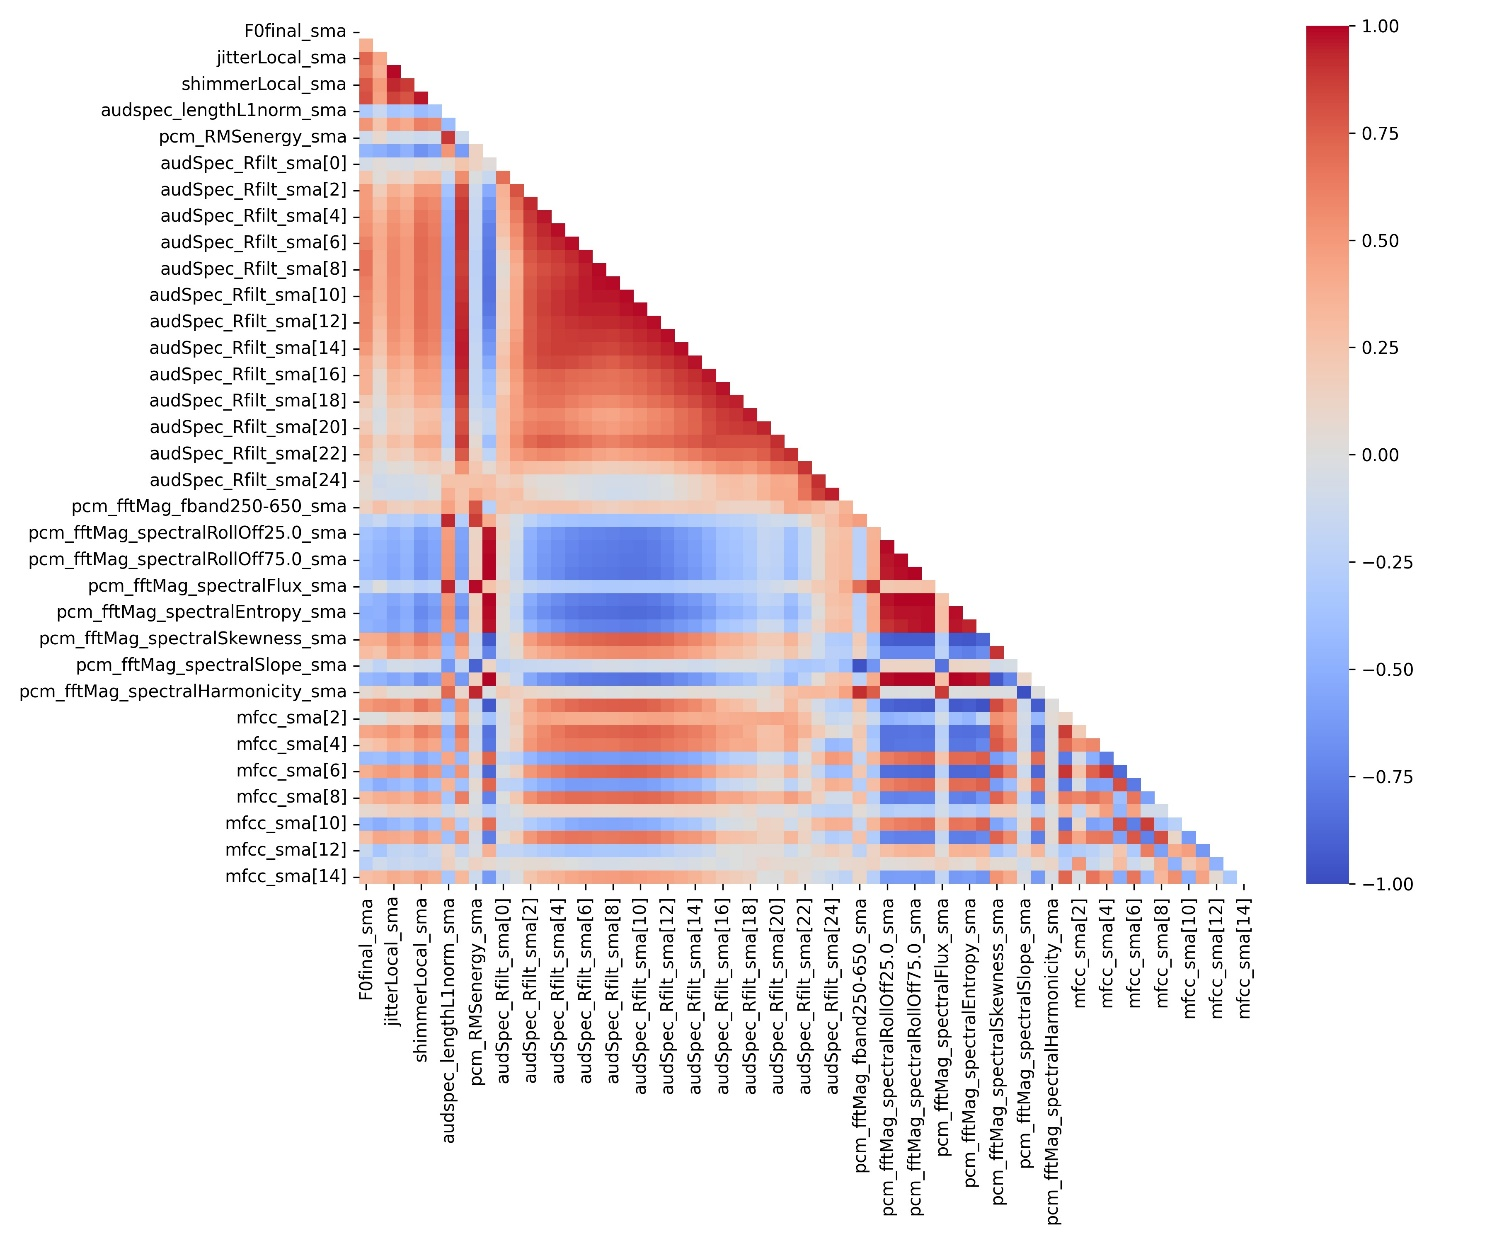 F0final_sma
jitterLocal_sma
shimmerLocal_sma
audspec_lengthL1norm_sma
pcm_RMSenergy_sma
audSpec_Rfilt_sma[0]
audSpec_Rfilt_sma[2]
audSpec_Rfilt_sma[4]
audSpec_Rfilt_sma[6]
audSpec_Rfilt_sma[8]
audSpec_Rfilt_sma[10]
audSpec_Rfilt_sma[12]
audSpec_Rfilt_sma[14]
audSpec_Rfilt_sma[16]
audSpec_Rfilt_sma[18]
audSpec_Rfilt_sma[20]
audSpec_Rfilt_sma[22]
audSpec_Rfilt_sma[24]
pcm_fftMag_fband250-650_sma
pcm_fftMag_spectralRollOff25.0_sma
pcm_fftMag_spectralRollOff75.0_sma
pcm_fftMag_spectralFlux_sma
pcm_fftMag_spectralEntropy_sma
pcm_fftMag_spectralSkewness_sma
pcm_fftMag_spectralSlope_sma
pcm_fftMag_spectralHarmonicity_sma
mfcc_sma[2]
mfcc_sma[4]
mfcc_sma[6]
mfcc_sma[8]
mfcc_sma[10]
mfcc_sma[12]
mfcc_sma[14]
F0final_sma
jitterLocal_sma
shimmerLocal_sma
audspec_lengthL1norm_sma
pcm_RMSenergy_sma
audSpec_Rfilt_sma[0]
audSpec_Rfilt_sma[2]
audSpec_Rfilt_sma[4]
audSpec_Rfilt_sma[6]
audSpec_Rfilt_sma[8]
audSpec_Rfilt_sma[10]
audSpec_Rfilt_sma[12]
audSpec_Rfilt_sma[14]
audSpec_Rfilt_sma[16]
audSpec_Rfilt_sma[18]
audSpec_Rfilt_sma[20]
audSpec_Rfilt_sma[22]
audSpec_Rfilt_sma[24]
pcm_fftMag_fband250-650_sma
pcm_fftMag_spectralRollOff25.0_sma
pcm_fftMag_spectralRollOff75.0_sma
pcm_fftMag_spectralFlux_sma
pcm_fftMag_spectralEntropy_sma
pcm_fftMag_spectralSkewness_sma
pcm_fftMag_spectralSlope_sma
pcm_fftMag_spectralHarmonicity_sma
mfcc_sma[2]
mfcc_sma[4]
mfcc_sma[6]
mfcc_sma[8]
mfcc_sma[10]
mfcc_sma[12]
mfcc_sma[14]
1.00
0.75
0.50
0.25
0.00
−0.25
−0.50
−0.75
−1.00